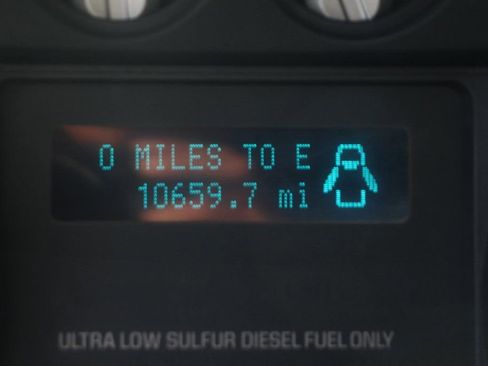 0 MILES TO E
10659.7 mi
ULTRA LOW SULFUR DIESEL FUEL ONLY